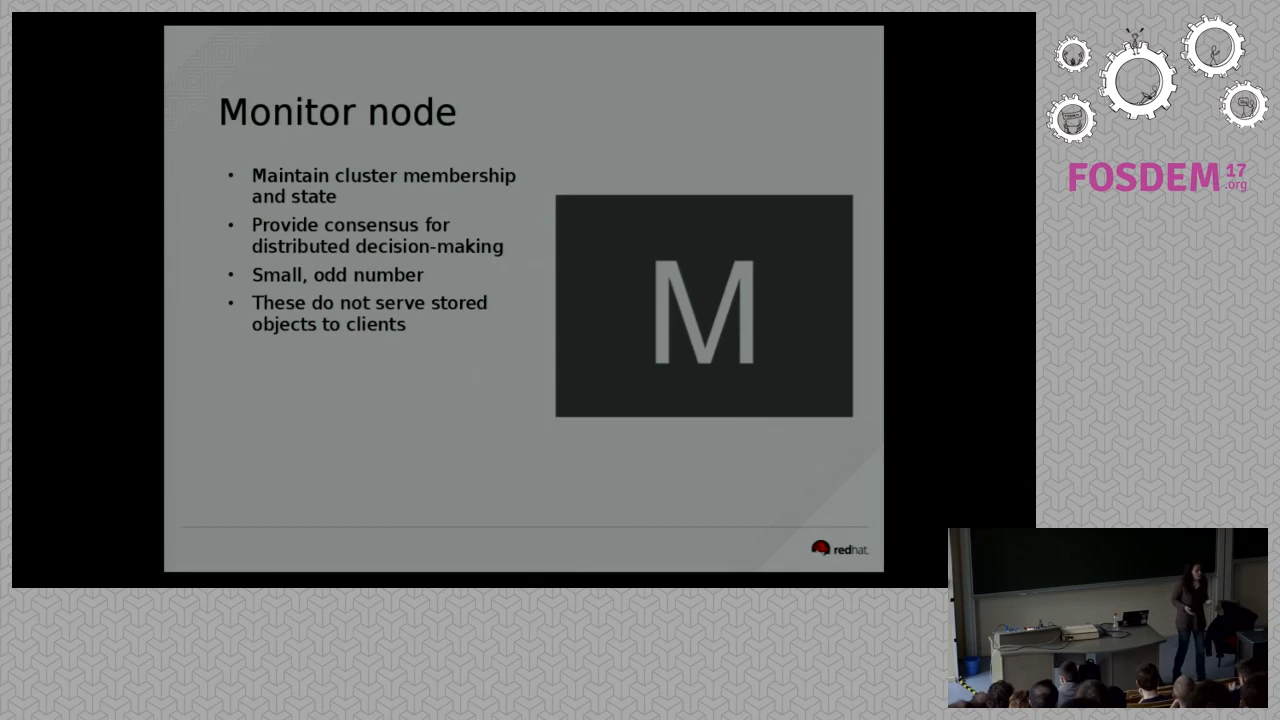 Monitor node
• Maintain cluster membership
and state
• Provide consensus for
distributed decision-making
• Small, odd number
• These do not serve stored
objects to clients
M
redhat.
FOSDEM 17
.org